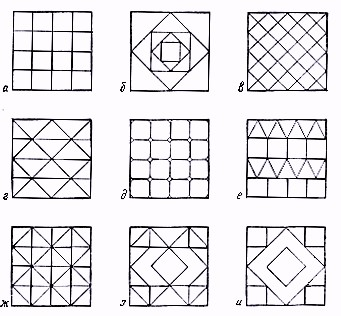 а б в
г д е
ж з и